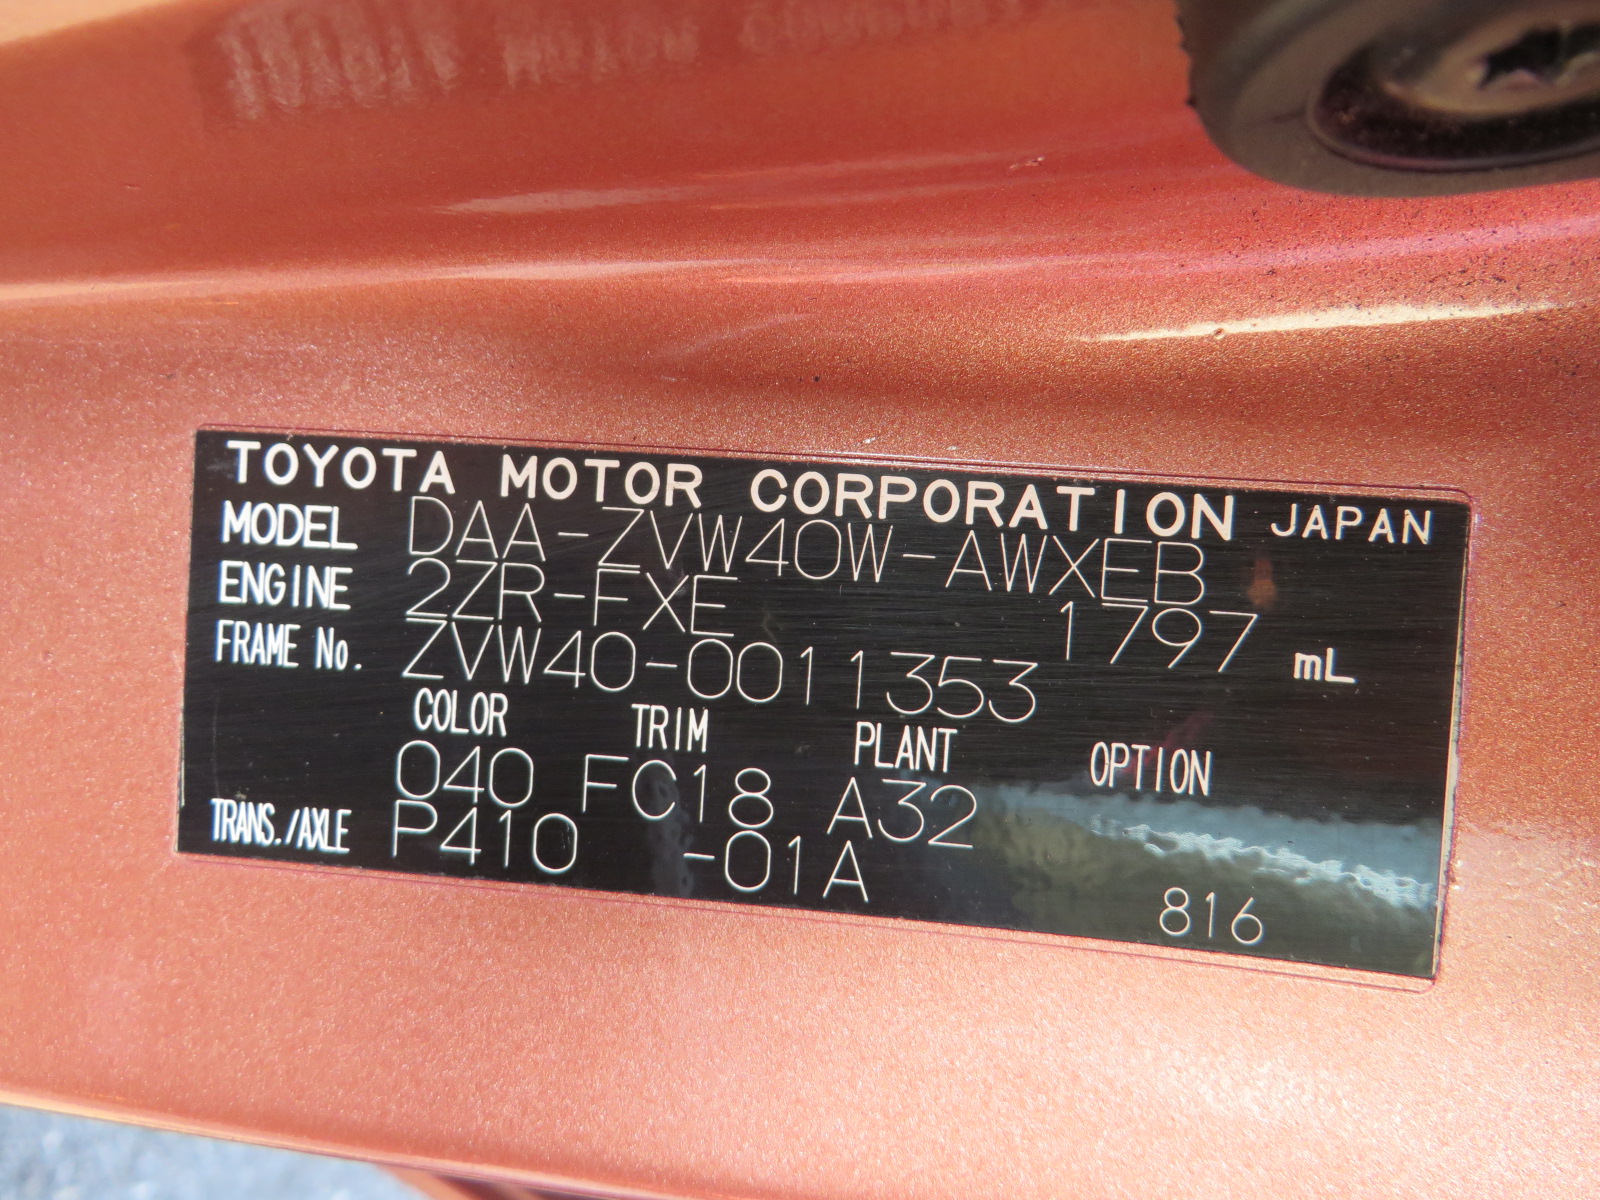 TOYOTA MOTOR CORPORATION JAPAN
MODEL DAA-ZVW40W-AWXEB
ENGINE 2ZR-FXE 1797 mL
FRAME No. ZVW40-0011353
COLOR TRIM PLANT OPTION
040 FC18 A32
TRANS./AXLE P410 -01A
816